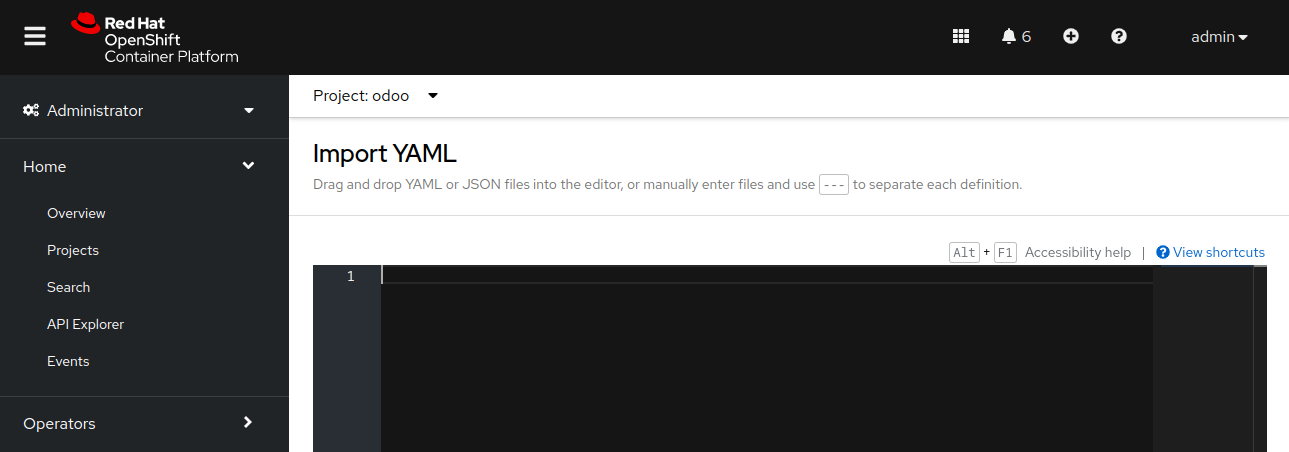 Red Hat
OpenShift
Container Platform
6
admin
Administrator
Home
Overview
Projects
Search
API Explorer
Events
Operators
Project: odoo
Import YAML
Drag and drop YAML or JSON files into the editor, or manually enter files and use --- to separate each definition.
Alt + F1 Accessibility help | View shortcuts
1